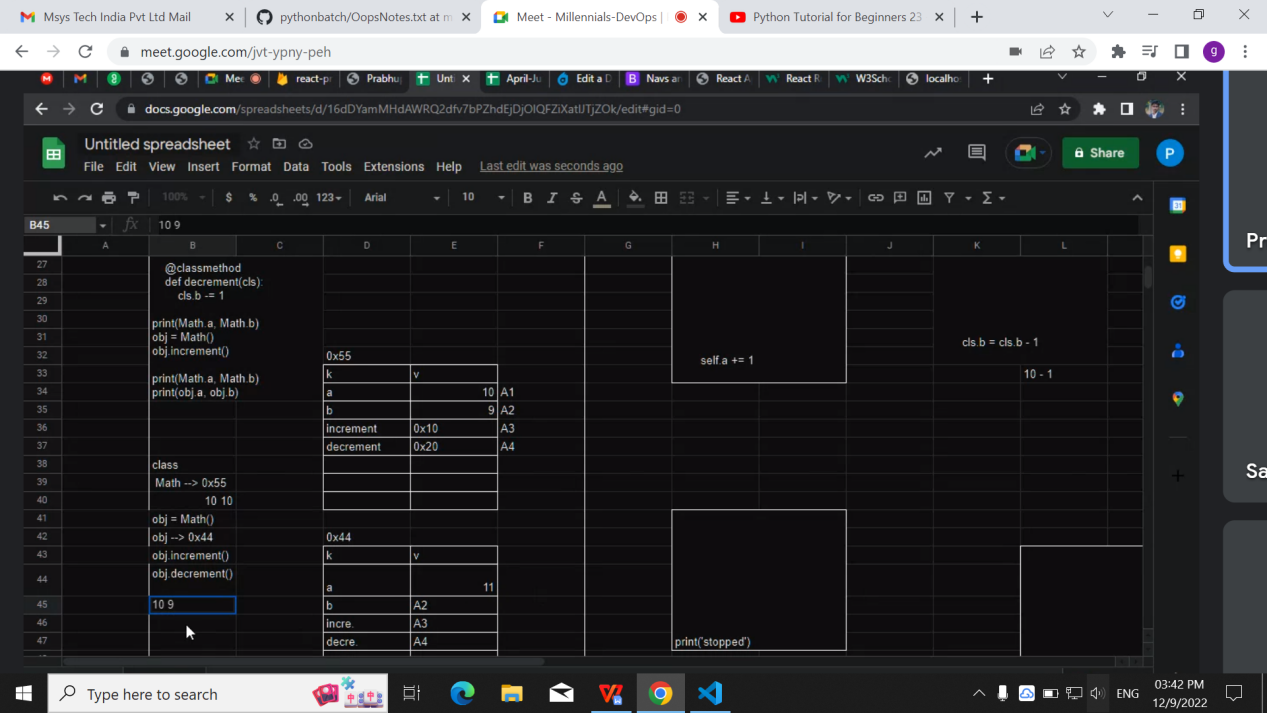 Msys Tech India Pvt Ltd Mail
pythonbatch/OopsNotes.txt at m
Meet - Millennials-DevOps |
Python Tutorial for Beginners 23
meet.google.com/jvt-ypny-peh
g
Mee
react-pr
Prabhu
Unti
April-Ju
Edit a D
Navs an
React A
React R
W3Scho
localho
docs.google.com/spreadsheets/d/16dDYamMHdAWRQ2dfv7bPZhdEjDjOIQFZiXatIJTjZOk/edit#gid=0
Untitled spreadsheet
File Edit View Insert Format Data Tools Extensions Help Last edit was seconds ago
Share
P
100% $ % .0 .00 123 Arial 10 B I S A
B45 fx 10 9
A B C D E F G H I J K L
27 @classmethod
28 def decrement(cls):
29 cls.b -= 1
30 print(Math.a, Math.b)
31 obj = Math() cls.b = cls.b - 1
32 obj.increment() 0x55 self.a += 1
33 print(Math.a, Math.b) k v 10 - 1
34 print(obj.a, obj.b) a 10 A1
35 b 9 A2
36 increment 0x10 A3
37 decrement 0x20 A4
38 class
39 Math --> 0x55
40 10 10
41 obj = Math()
42 obj --> 0x44 0x44
43 obj.increment() k v
44 obj.decrement() a 11
45 10 9 b A2
46 incre. A3
47 decre. A4 print('stopped')
Pr
Sa
Type here to search
ENG
03:42 PM
12/9/2022